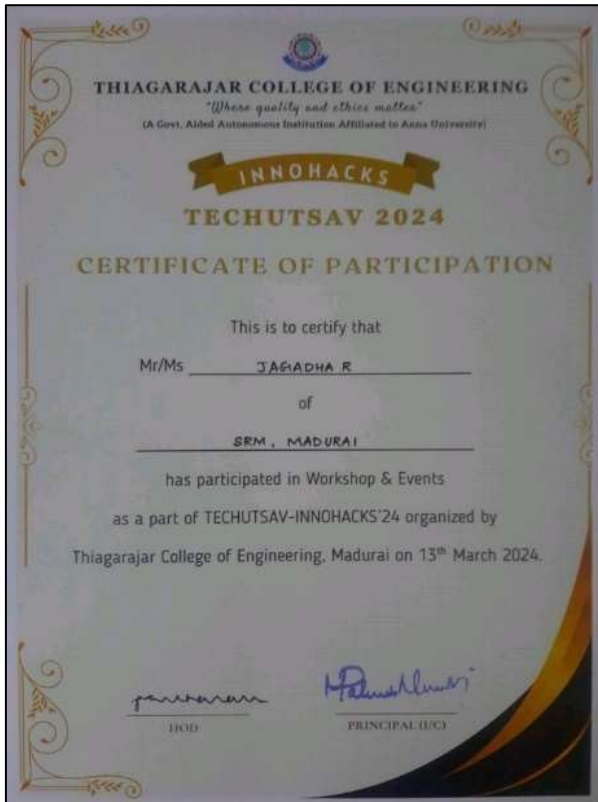 THIAGARAJAR COLLEGE OF ENGINEERING
"Where quality and ethics matter"
(A Govt. Aided Autonomous Institution Affiliated to Anna University)
INNOHACKS
TECHUTSAV 2024
CERTIFICATE OF PARTICIPATION
This is to certify that
Mr/Ms JAGADHA R
of
SRM, MADURAI
has participated in Workshop & Events
as a part of TECHUTSAV-INNOHACKS'24 organized by
Thiagarajar College of Engineering, Madurai on 13th March 2024.
HOD
PRINCIPAL (I/C)